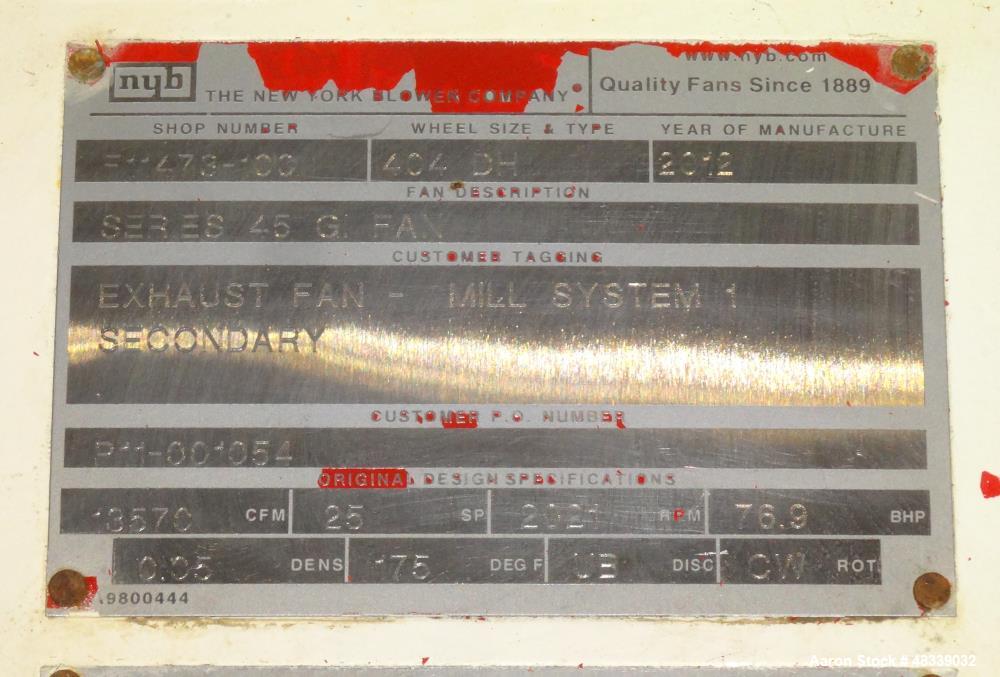 nyb
www.nyb.com
THE NEW YORK BLOWER COMPANY
Quality Fans Since 1889
SHOP NUMBER WHEEL SIZE & TYPE YEAR OF MANUFACTURE
404 DH 2012
FAN DESCRIPTION
SERIES 45 G. FAN
CUSTOMER TAGGING
EXHAUST FAN - MILL SYSTEM 1
SECONDARY
CUSTOMER P.O. NUMBER
P11-001054
ORIGINAL DESIGN SPECIFICATIONS
13570 CFM 25 SP 2021 RPM 76.9 BHP
0.05 DENS 175 DEG F UB DISC CW ROT.
9800444
Aaron Stock # 48339032